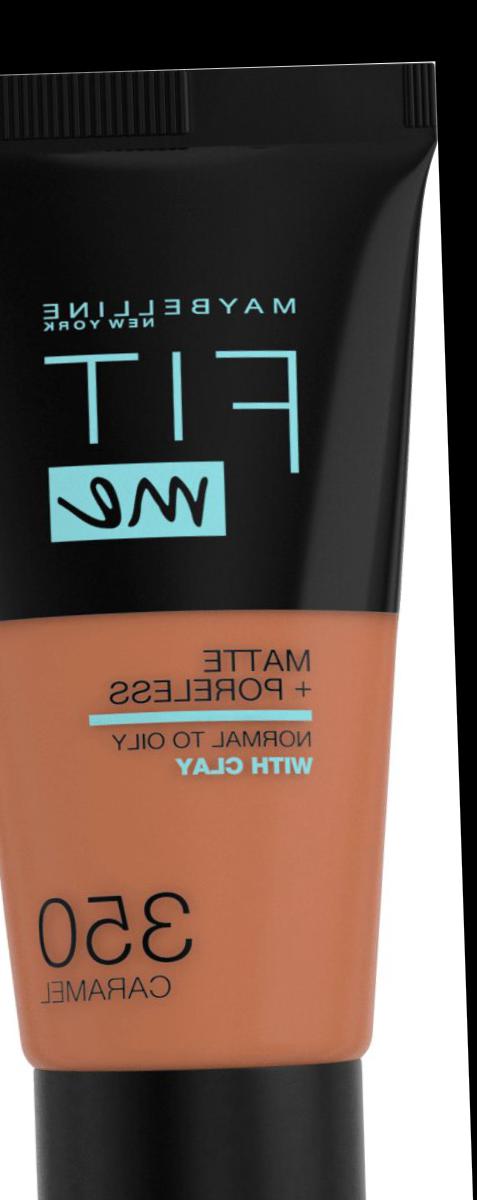 MAYBELLINE
NEW YORK
FIT
me
MATTE
+ PORELESS
NORMAL TO OILY
WITH CLAY
350
CARAMEL